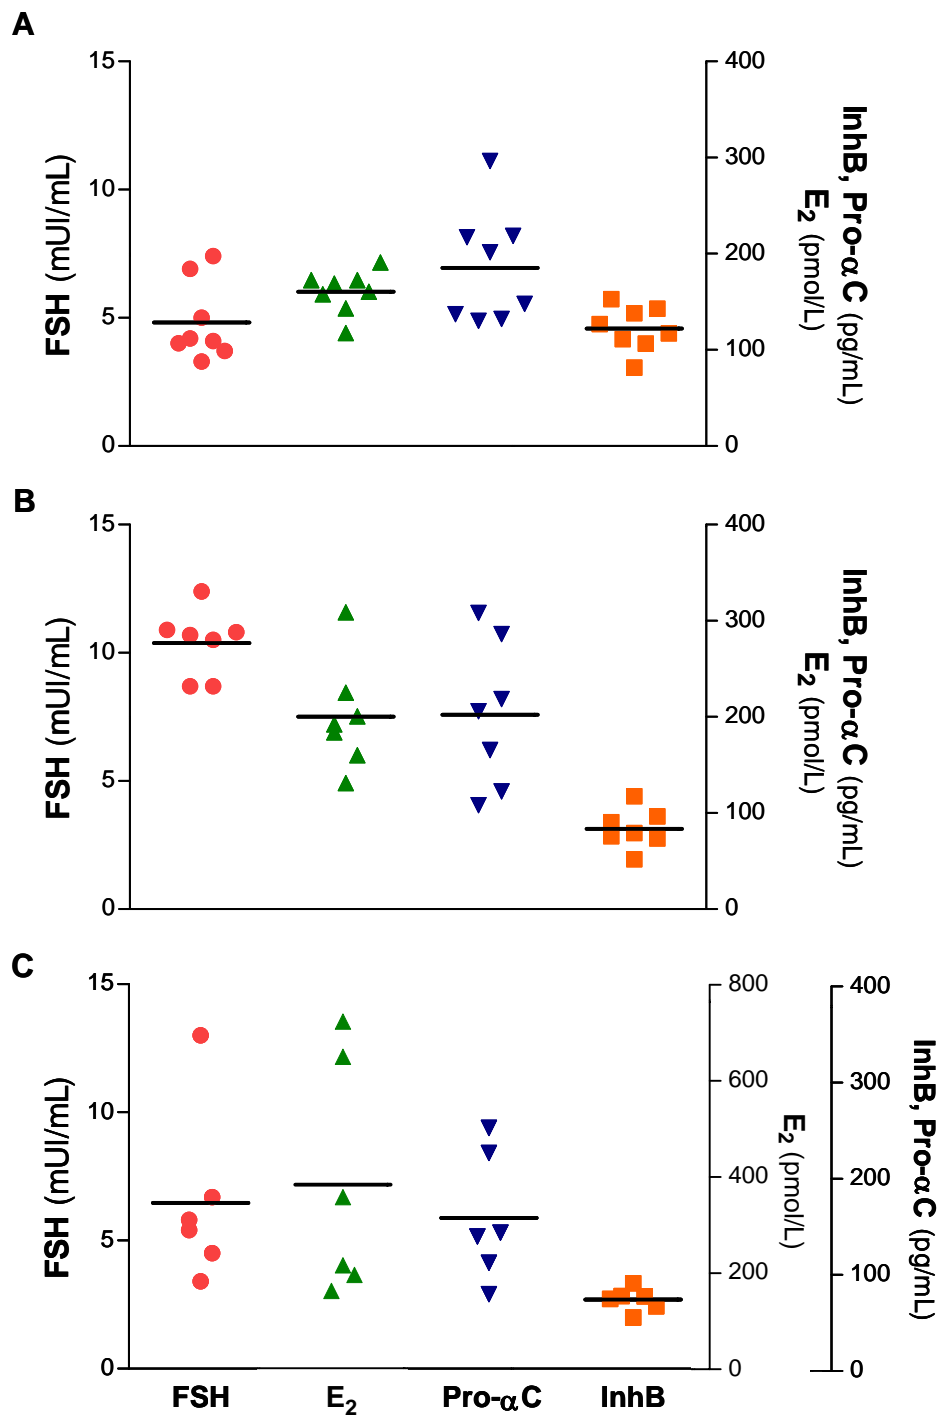 A
15
10
5
0
FSH (mUI/mL)
400
300
200
100
0
InhB, Pro-αC (pg/mL)
E₂ (pmol/L)
B
15
10
5
0
FSH (mUI/mL)
400
300
200
100
0
InhB, Pro-αC (pg/mL)
E₂ (pmol/L)
C
15
10
5
0
FSH (mUI/mL)
800
600
400
200
0
E₂ (pmol/L)
400
300
200
100
0
InhB, Pro-αC (pg/mL)
FSH E₂ Pro-αC InhB